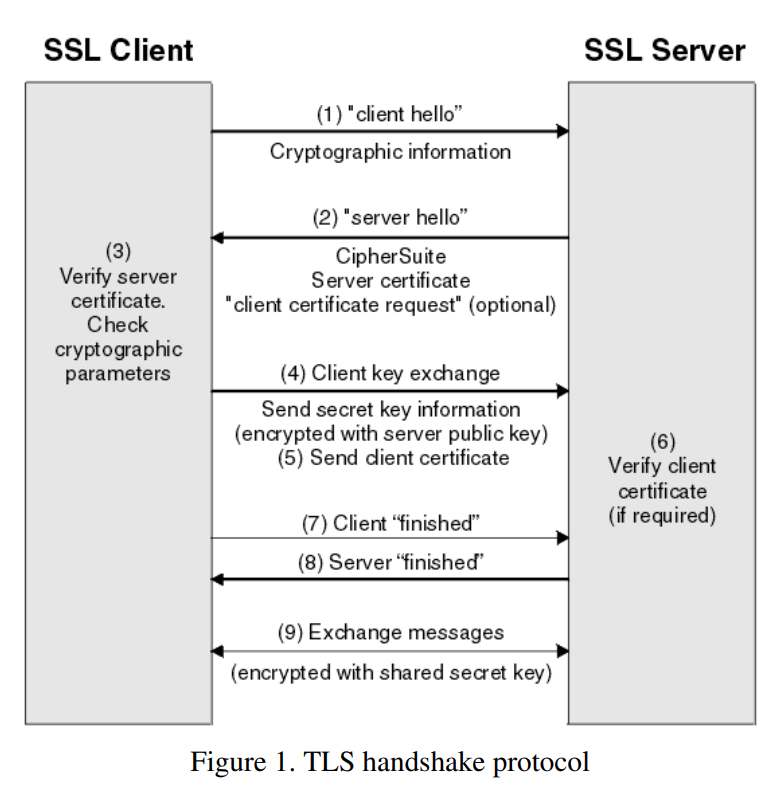 SSL Client
SSL Server
(1) "client hello”
Cryptographic information
(2) "server hello”
CipherSuite
Server certificate
"client certificate request" (optional)
(3)
Verify server
certificate.
Check
cryptographic
parameters
(4) Client key exchange
Send secret key information
(encrypted with server public key)
(5) Send client certificate
(6)
Verify client
certificate
(if required)
(7) Client “finished”
(8) Server “finished”
(9) Exchange messages
(encrypted with shared secret key)
Figure 1. TLS handshake protocol